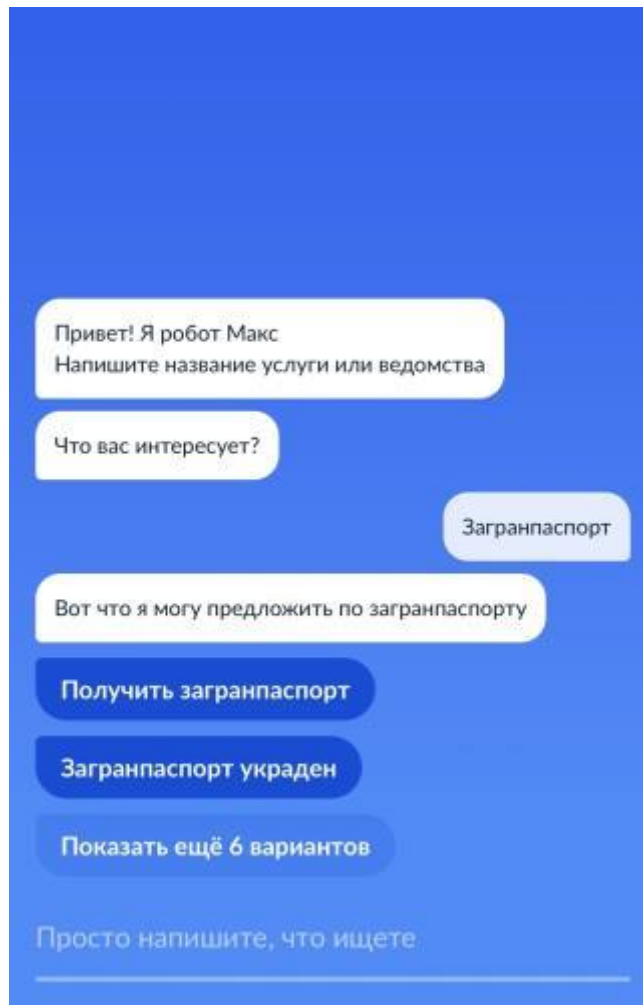 Привет! Я робот Макс
Напишите название услуги или ведомства
Что вас интересует?
Загранпаспорт
Вот что я могу предложить по загранпаспорту
Получить загранпаспорт
Загранпаспорт украден
Показать ещё 6 вариантов
Просто напишите, что ищете